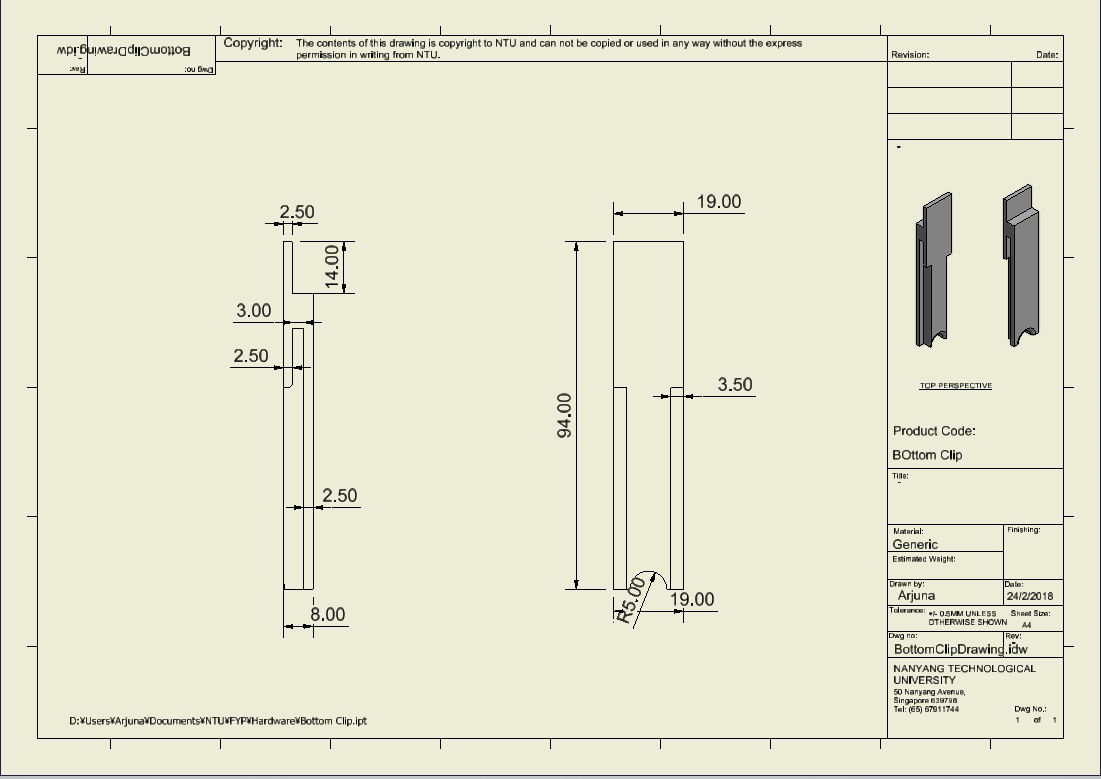 BottomClipDrawing.idw
Rev:
-
Dwg no:
Copyright:
The contents of this drawing is copyright to NTU and can not be copied or used in any way without the express
permission in writing from NTU.
Revision:
Date:
-
2.50
14.00
3.00
2.50
2.50
8.00
19.00
94.00
3.50
R5.00
19.00
TOP PERSPECTIVE
Product Code:
BOttom Clip
Title:
-
Material:
Generic
Finishing:
Estimated Weight:
Drawn by:
Arjuna
Date:
24/2/2018
Tolerance:
+/- 0.5MM UNLESS
OTHERWISE SHOWN
Sheet Size:
A4
Dwg no:
BottomClipDrawing.idw
Rev:
-
NANYANG TECHNOLOGICAL
UNIVERSITY
50 Nanyang Avenue,
Singapore 639798
Tel: (65) 67911744
Dwg No.:
1 of 1
D:¥Users¥Arjuna¥Documents¥NTU¥FYP¥Hardware¥Bottom Clip.ipt